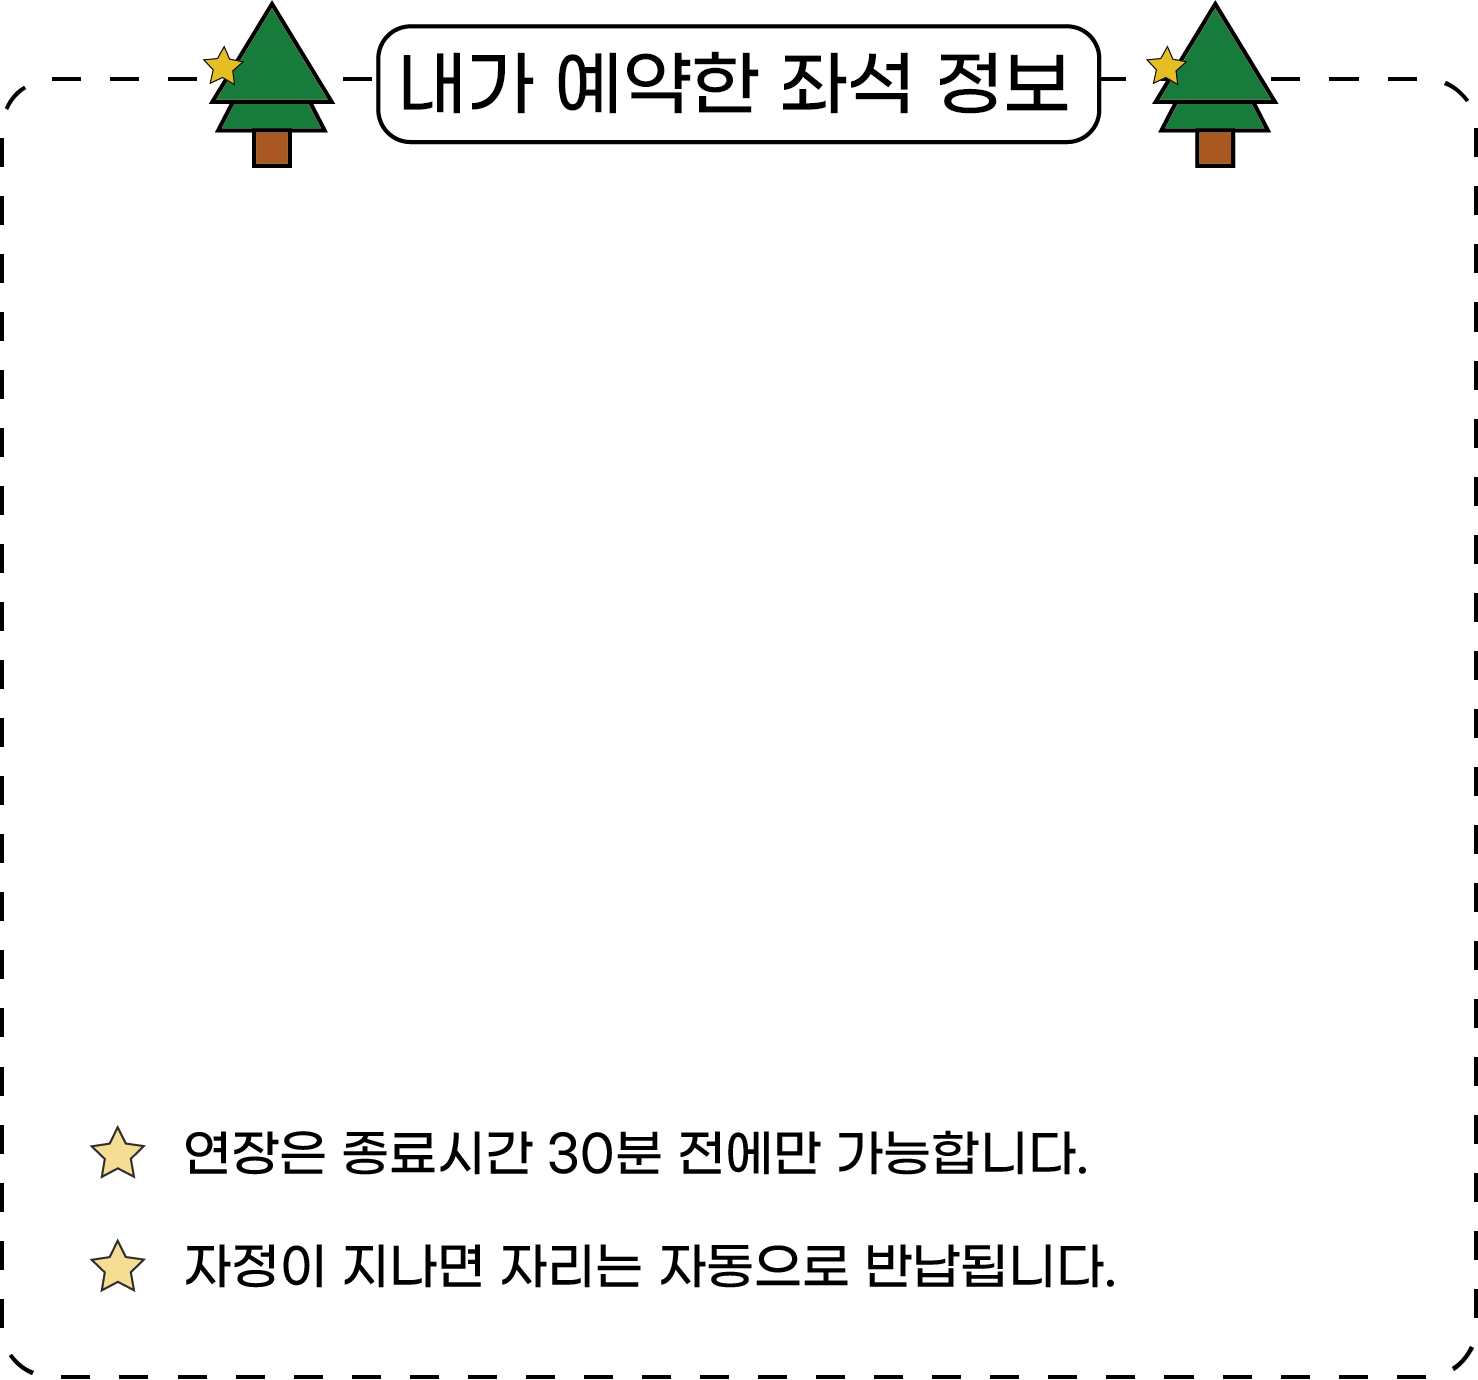 내가 예약한 좌석 정보
연장은 종료시간 30분 전에만 가능합니다.
자정이 지나면 자리는 자동으로 반납됩니다.